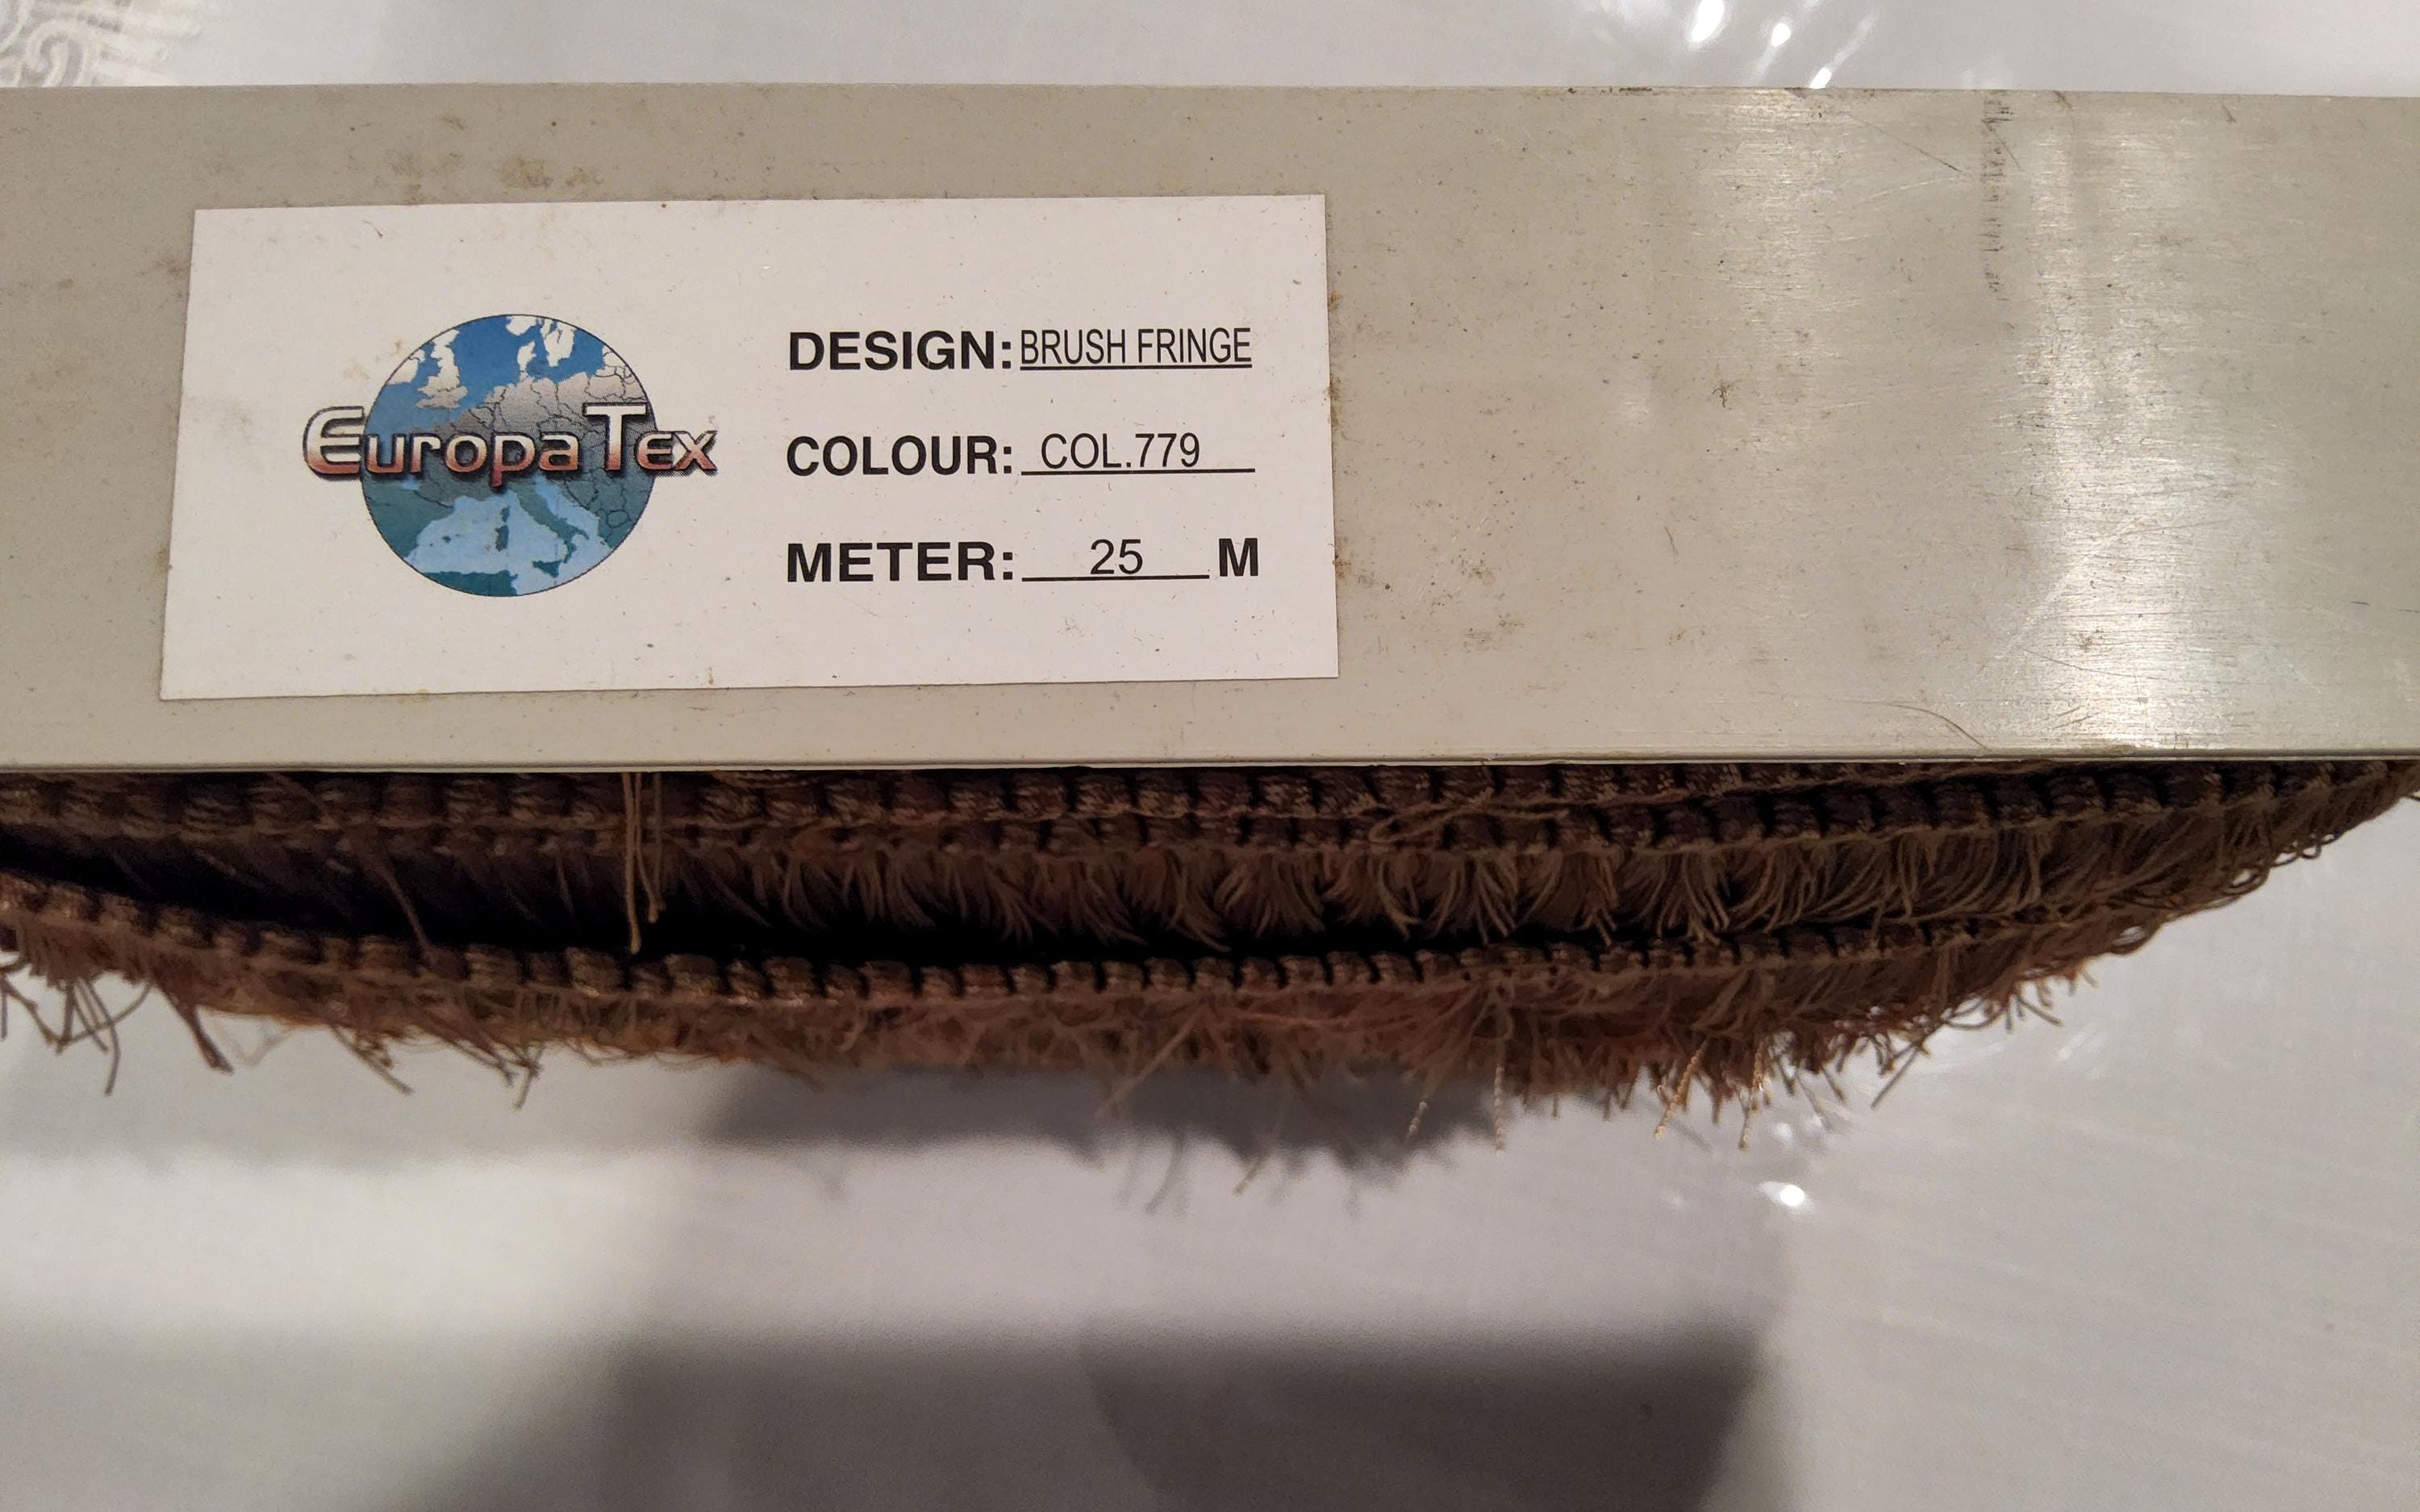 EuropaTex
DESIGN: BRUSH FRINGE
COLOUR: COL.779
METER: 25 M